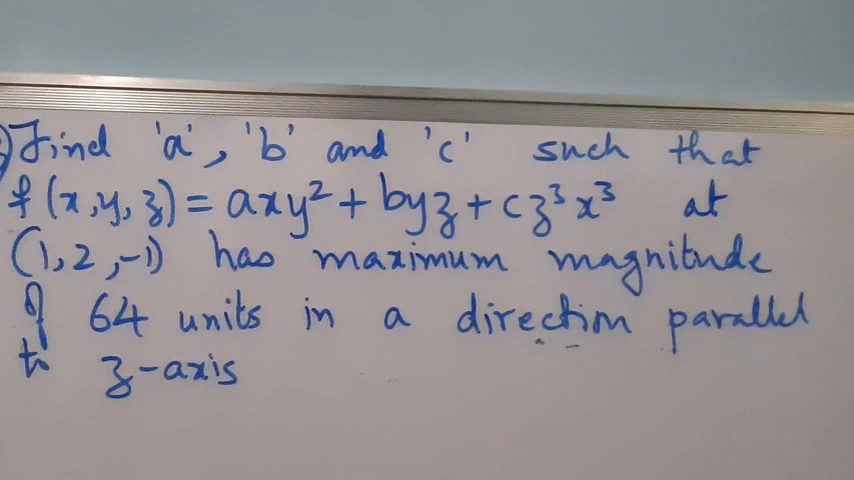 Find 'a', 'b' and 'c' such that
f(x,y,z) = axy² + byz + cz³x³ at
(1,2,-1) has maximum magnitude
of 64 units in a direction parallel
to z-axis